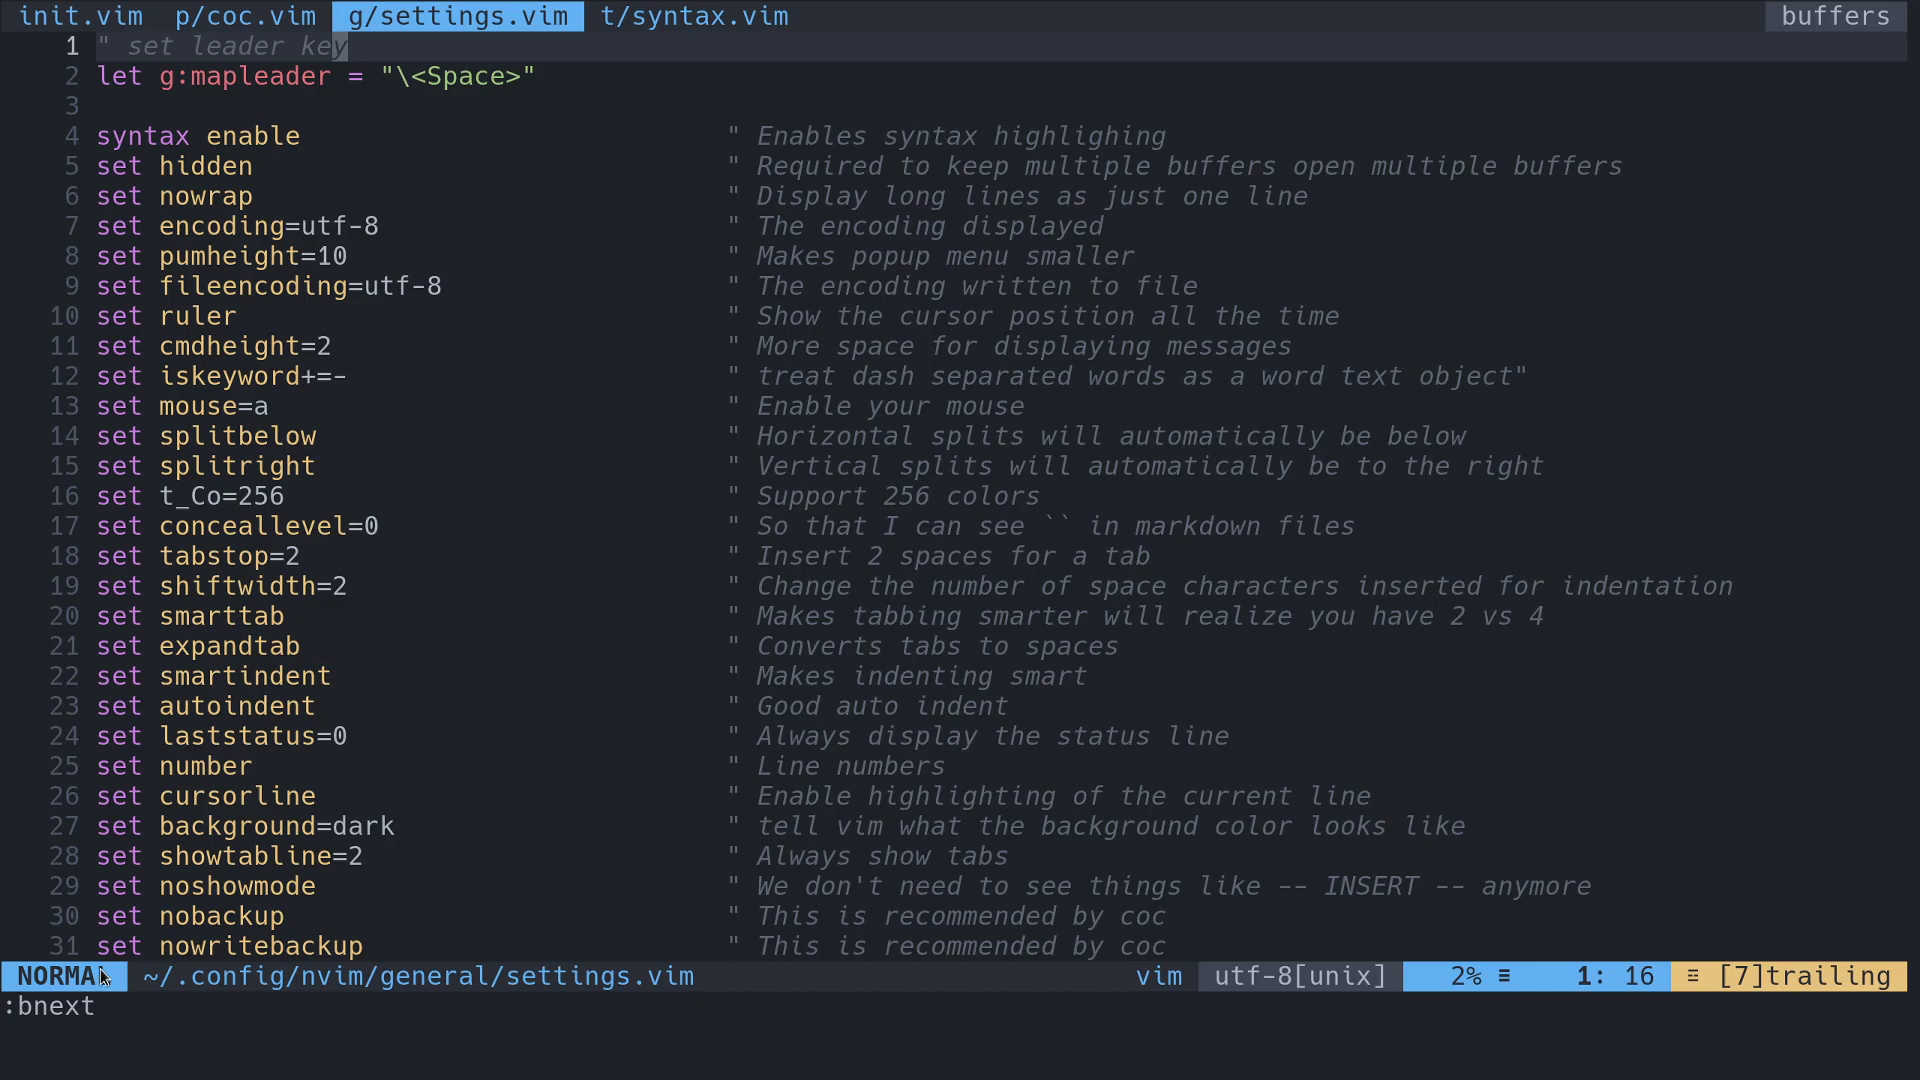 init.vim p/coc.vim g/settings.vim t/syntax.vim buffers
1 " set leader key
2 let g:mapleader = "\<Space>"
3
4 syntax enable " Enables syntax highlighing
5 set hidden " Required to keep multiple buffers open multiple buffers
6 set nowrap " Display long lines as just one line
7 set encoding=utf-8 " The encoding displayed
8 set pumheight=10 " Makes popup menu smaller
9 set fileencoding=utf-8 " The encoding written to file
10 set ruler " Show the cursor position all the time
11 set cmdheight=2 " More space for displaying messages
12 set iskeyword+=- " treat dash separated words as a word text object"
13 set mouse=a " Enable your mouse
14 set splitbelow " Horizontal splits will automatically be below
15 set splitright " Vertical splits will automatically be to the right
16 set t_Co=256 " Support 256 colors
17 set conceallevel=0 " So that I can see `` in markdown files
18 set tabstop=2 " Insert 2 spaces for a tab
19 set shiftwidth=2 " Change the number of space characters inserted for indentation
20 set smarttab " Makes tabbing smarter will realize you have 2 vs 4
21 set expandtab " Converts tabs to spaces
22 set smartindent " Makes indenting smart
23 set autoindent " Good auto indent
24 set laststatus=0 " Always display the status line
25 set number " Line numbers
26 set cursorline " Enable highlighting of the current line
27 set background=dark " tell vim what the background color looks like
28 set showtabline=2 " Always show tabs
29 set noshowmode " We don't need to see things like -- INSERT -- anymore
30 set nobackup " This is recommended by coc
31 set nowritebackup " This is recommended by coc
NORMAL ~/.config/nvim/general/settings.vim vim utf-8[unix] 2% ≡ 1: 16 ≡ [7]trailing
:bnext